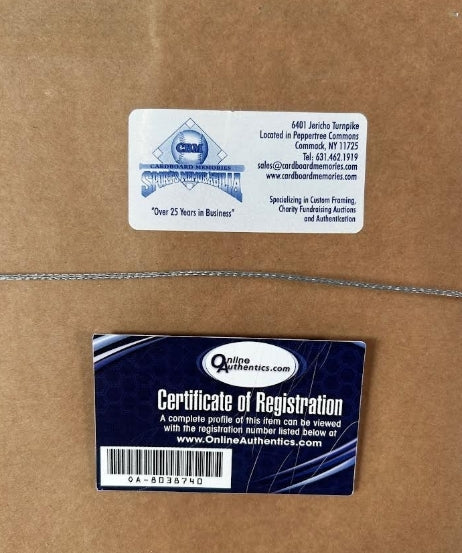 CBM
CARDBOARD MEMORIES
SPORTS MEMORABILIA
"Over 25 Years in Business"
6401 Jericho Turnpike
Located in Peppertree Commons
Commack, NY 11725
Tel: 631.462.1919
sales@cardboardmemories.com
www.cardboardmemories.com
Specializing in Custom Framing,
Charity Fundraising Auctions
and Authentication
Online
Authentics.com
Certificate of Registration
A complete profile of this item can be viewed
with the registration number listed below at
www.OnlineAuthentics.com
OA-8038740